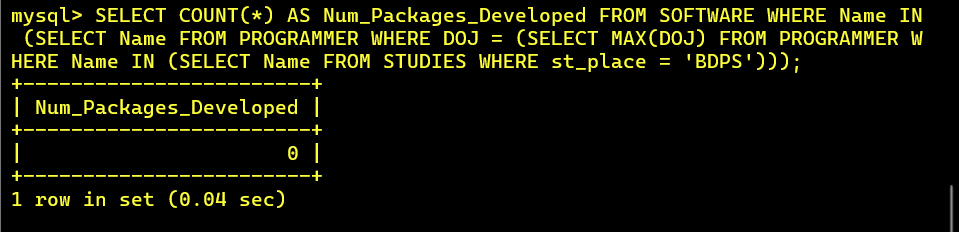 mysql> SELECT COUNT(*) AS Num_Packages_Developed FROM SOFTWARE WHERE Name IN
 (SELECT Name FROM PROGRAMMER WHERE DOJ = (SELECT MAX(DOJ) FROM PROGRAMMER W
HERE Name IN (SELECT Name FROM STUDIES WHERE st_place = 'BDPS')));
+------------------------+
| Num_Packages_Developed |
+------------------------+
|                      0 |
+------------------------+
1 row in set (0.04 sec)